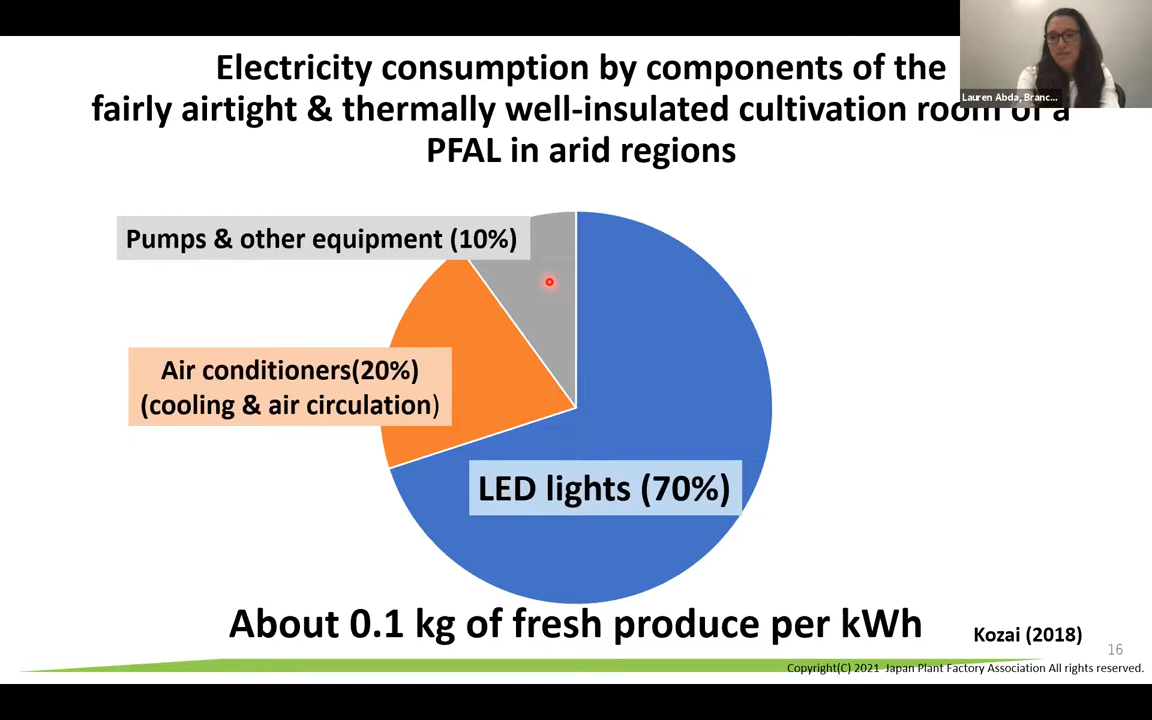 Electricity consumption by components of the
fairly airtight & thermally well-insulated cultivation room of a
PFAL in arid regions
Lauren Abda, Branc...
Pumps & other equipment (10%)
Air conditioners(20%)
(cooling & air circulation)
LED lights (70%)
About 0.1 kg of fresh produce per kWh
Kozai (2018)
16
Copyright(C) 2021 Japan Plant Factory Association All rights reserved.